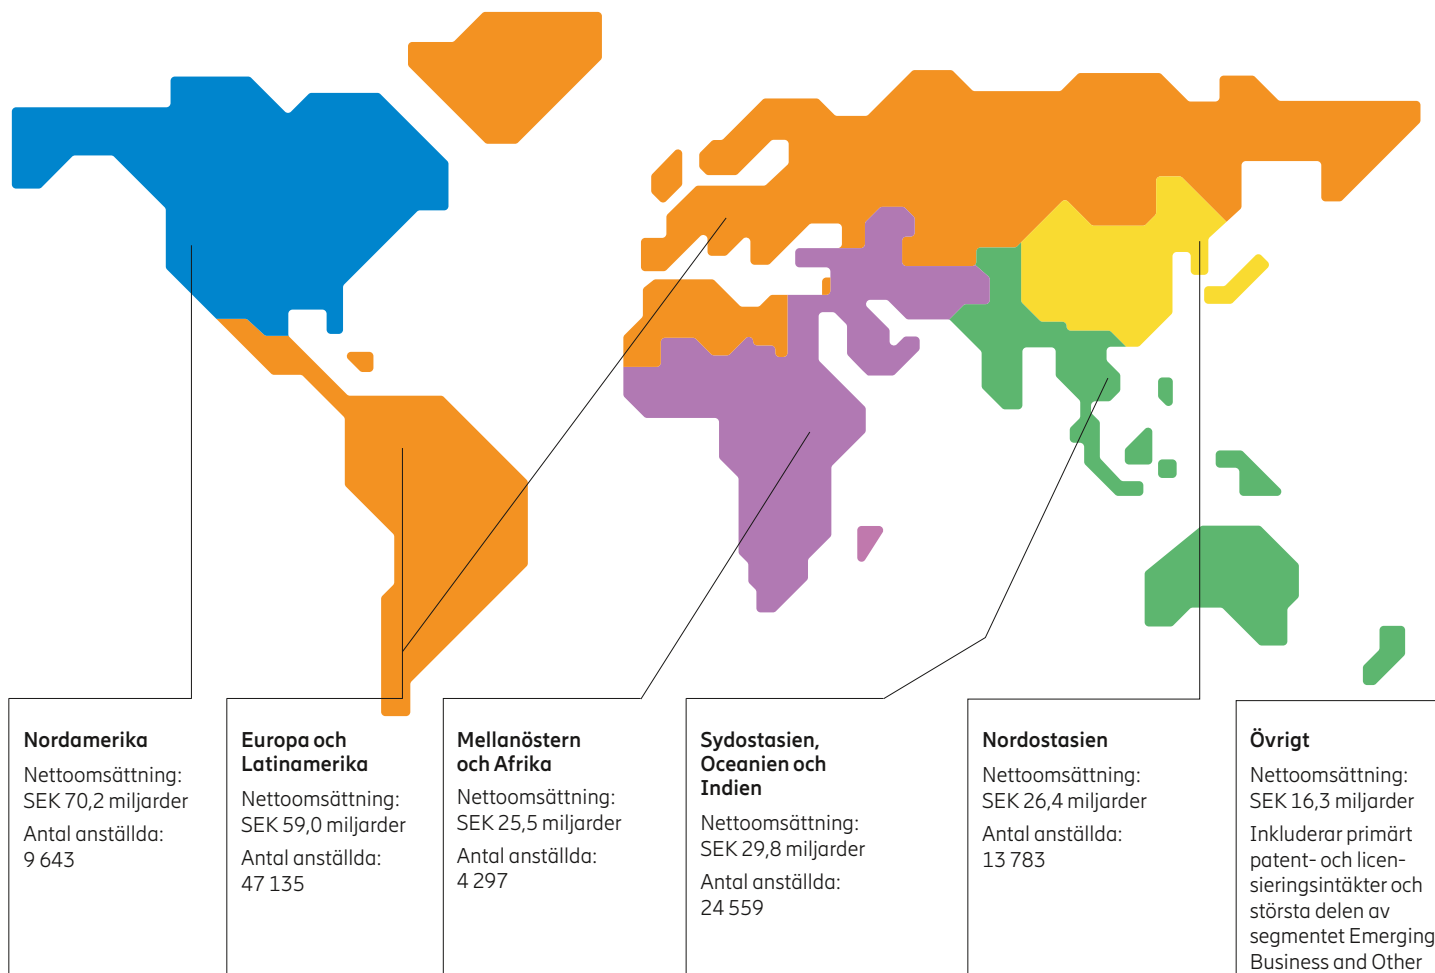 Nordamerika
Nettoomsättning:
SEK 70,2 miljarder
Antal anställda:
9 643
Europa och
Latinamerika
Nettoomsättning:
SEK 59,0 miljarder
Antal anställda:
47 135
Mellanöstern
och Afrika
Nettoomsättning:
SEK 25,5 miljarder
Antal anställda:
4 297
Sydostasien,
Oceanien och
Indien
Nettoomsättning:
SEK 29,8 miljarder
Antal anställda:
24 559
Nordostasien
Nettoomsättning:
SEK 26,4 miljarder
Antal anställda:
13 783
Övrigt
Nettoomsättning:
SEK 16,3 miljarder
Inkluderar primärt
patent- och licen-
sieringsintäkter och
största delen av
segmentet Emerging
Business and Other